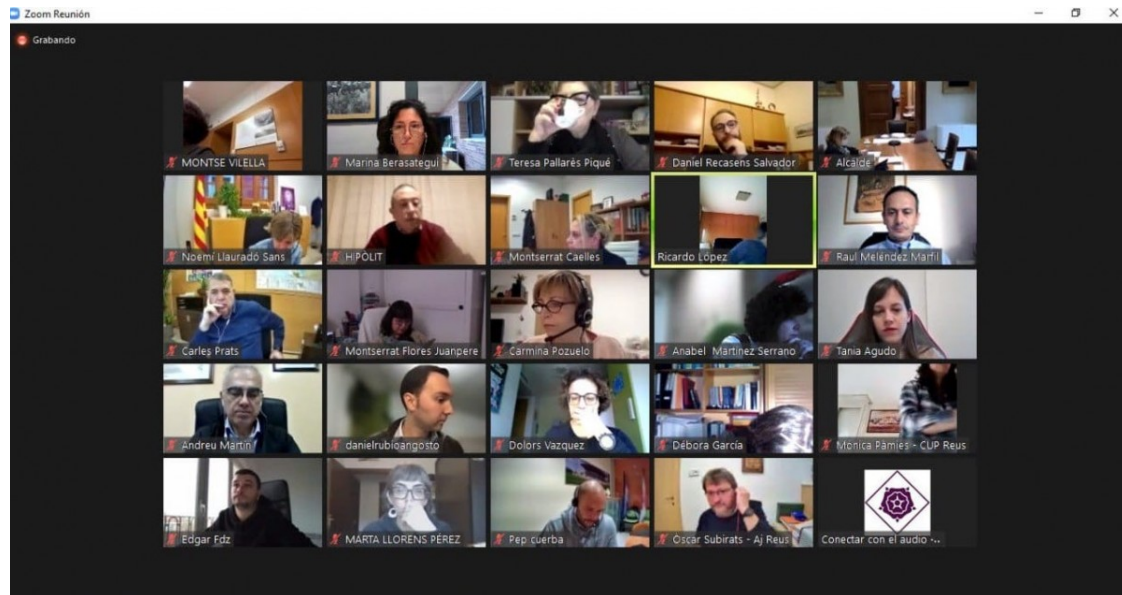 Zoom Reunión
Grabando
MONTSE VILELLA
Marina Berasategui
Teresa Pallarès Piqué
Daniel Recasens Salvador
Alcalde
Noemí Llauradó Sans
HIPÒLIT
Montserrat Caelles
Ricardo López
Raul Meléndez Marfil
Carles Prats
Montserrat Flores Juanpere
Carmina Pozuelo
Anabel Martinez Serrano
Tania Agudo
Andreu Martín
danielrubioangosto
Dolors Vazquez
Débora García
Mònica Pàmies - CUP Reus
Edgar Fdz
MARTA LLORENS PÉREZ
Pep cuerba
Òscar Subirats - Aj Reus
Conectar con el audio ·..